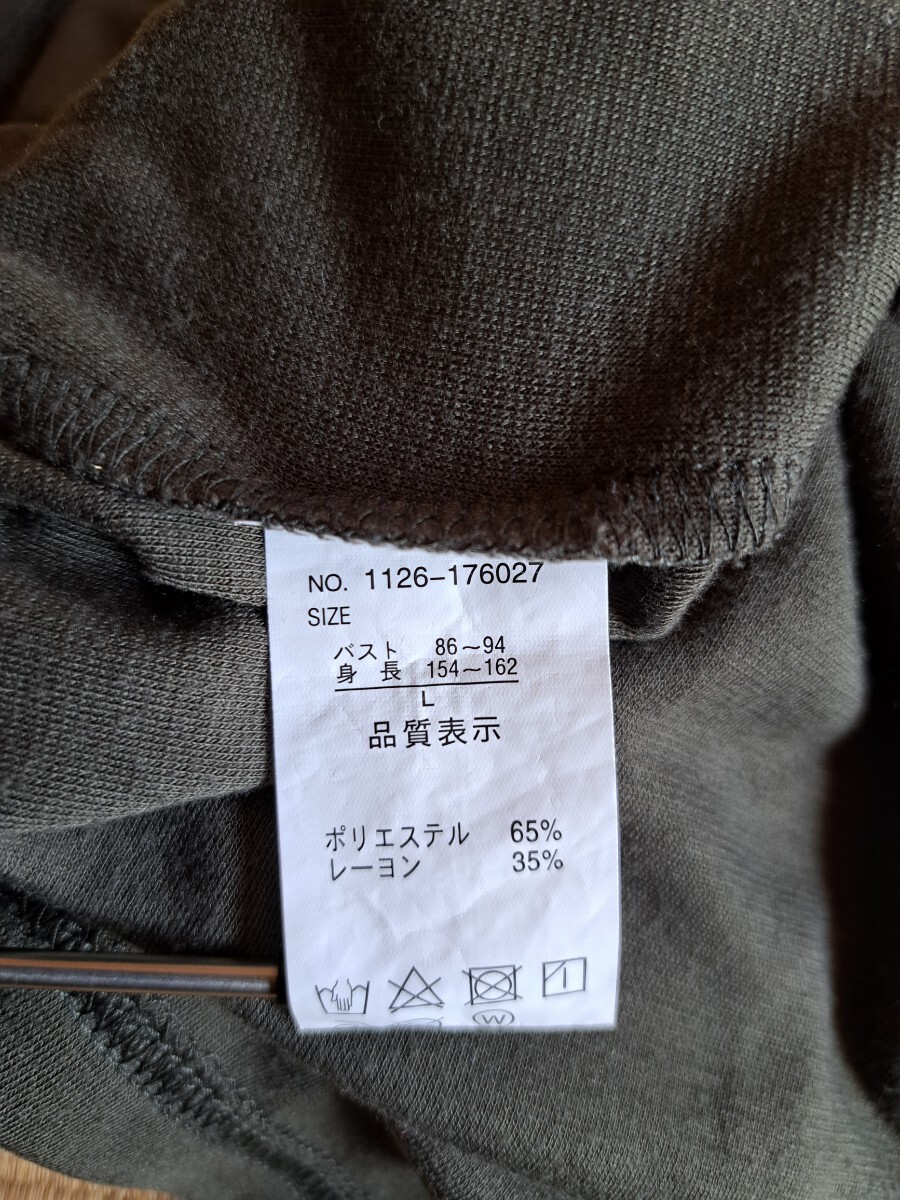 NO. 1126-176027
SIZE
バスト 86～94
身 長 154～162
L
品質表示
ポリエステル 65%
レーヨン 35%
W